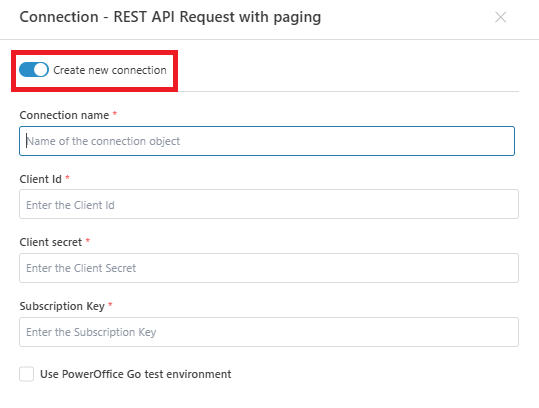 Connection - REST API Request with paging
Create new connection
Connection name *
Name of the connection object
Client Id *
Enter the Client Id
Client secret *
Enter the Client Secret
Subscription Key *
Enter the Subscription Key
Use PowerOffice Go test environment